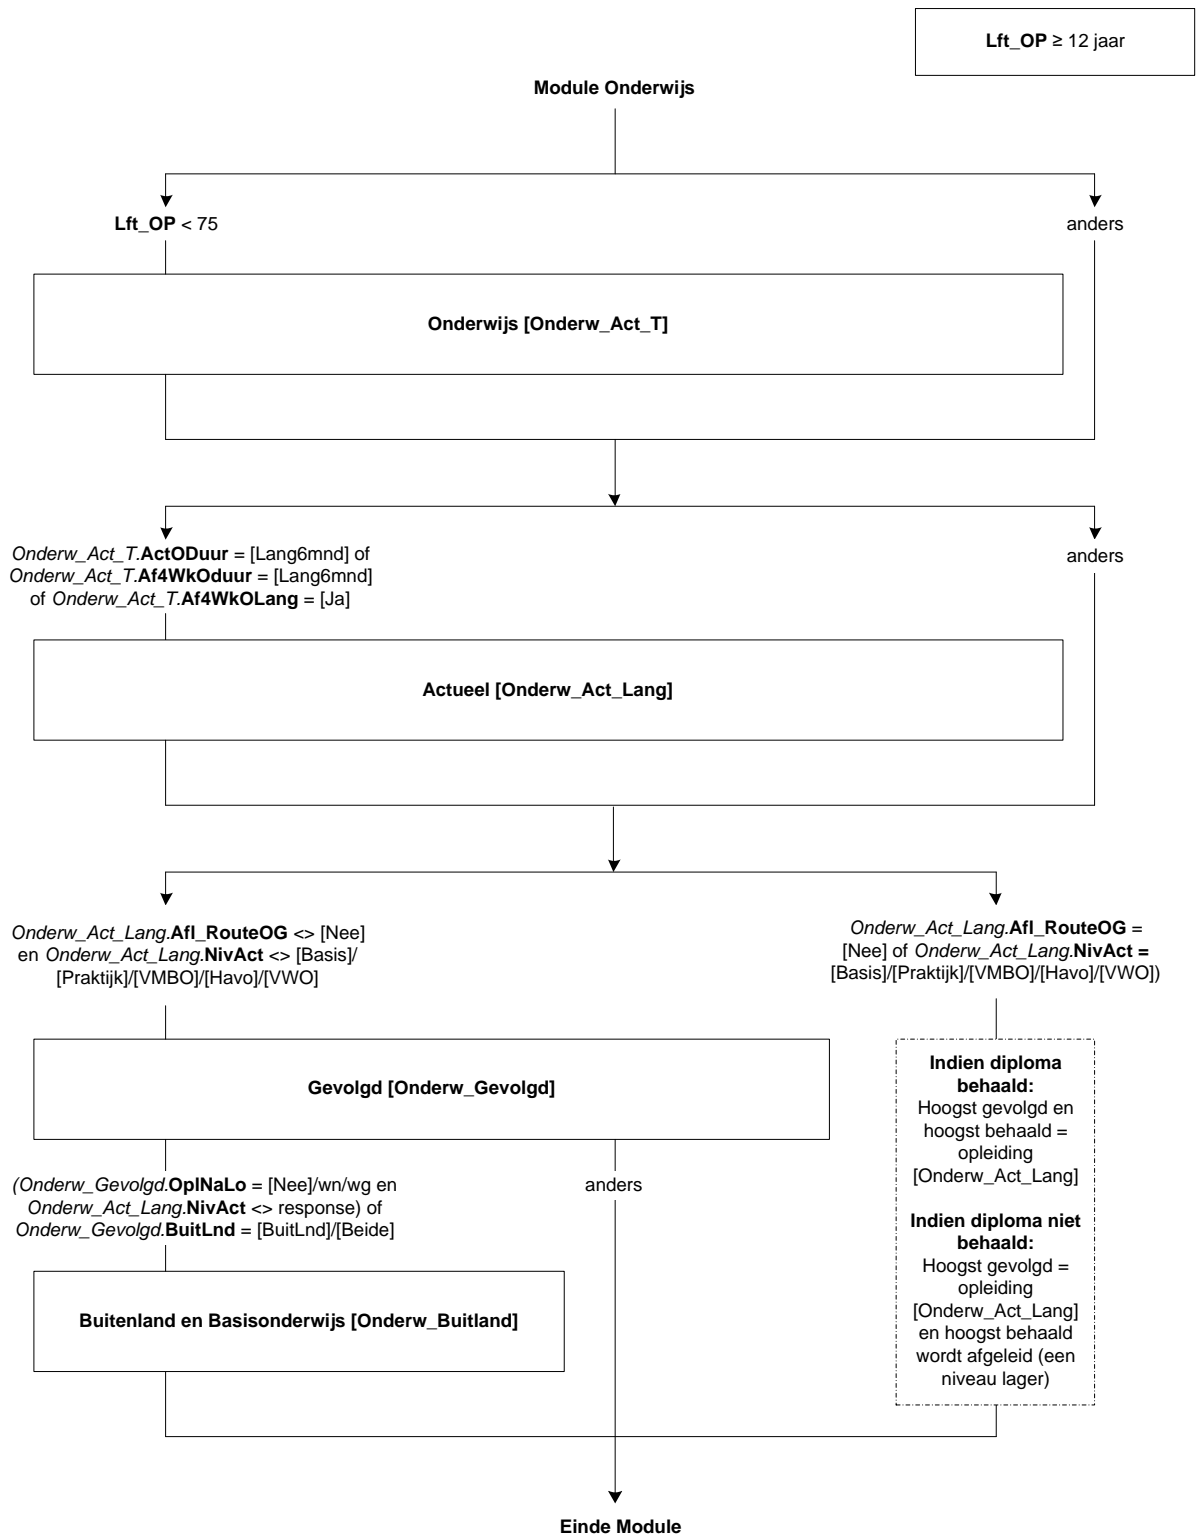 Lft_OP ≥ 12 jaar
Module Onderwijs
Lft_OP < 75
anders
Onderwijs [Onderw_Act_T]
Onderw_Act_T.ActODuur = [Lang6mnd] of
Onderw_Act_T.Af4WkOduur = [Lang6mnd]
of Onderw_Act_T.Af4WkOLang = [Ja]
anders
Actueel [Onderw_Act_Lang]
Onderw_Act_Lang.Afl_RouteOG <> [Nee]
en Onderw_Act_Lang.NivAct <> [Basis]/
[Praktijk]/[VMBO]/[Havo]/[VWO]
Onderw_Act_Lang.Afl_RouteOG =
[Nee] of Onderw_Act_Lang.NivAct =
[Basis]/[Praktijk]/[VMBO]/[Havo]/[VWO])
Gevolgd [Onderw_Gevolgd]
Indien diploma
behaald:
Hoogst gevolgd en
hoogst behaald =
opleiding
[Onderw_Act_Lang]
Indien diploma niet
behaald:
Hoogst gevolgd =
opleiding
[Onderw_Act_Lang]
en hoogst behaald
wordt afgeleid (een
niveau lager)
(Onderw_Gevolgd.OplNaLo = [Nee]/wn/wg en
Onderw_Act_Lang.NivAct <> response) of
Onderw_Gevolgd.BuitLnd = [BuitLnd]/[Beide]
anders
Buitenland en Basisonderwijs [Onderw_Buitland]
Einde Module